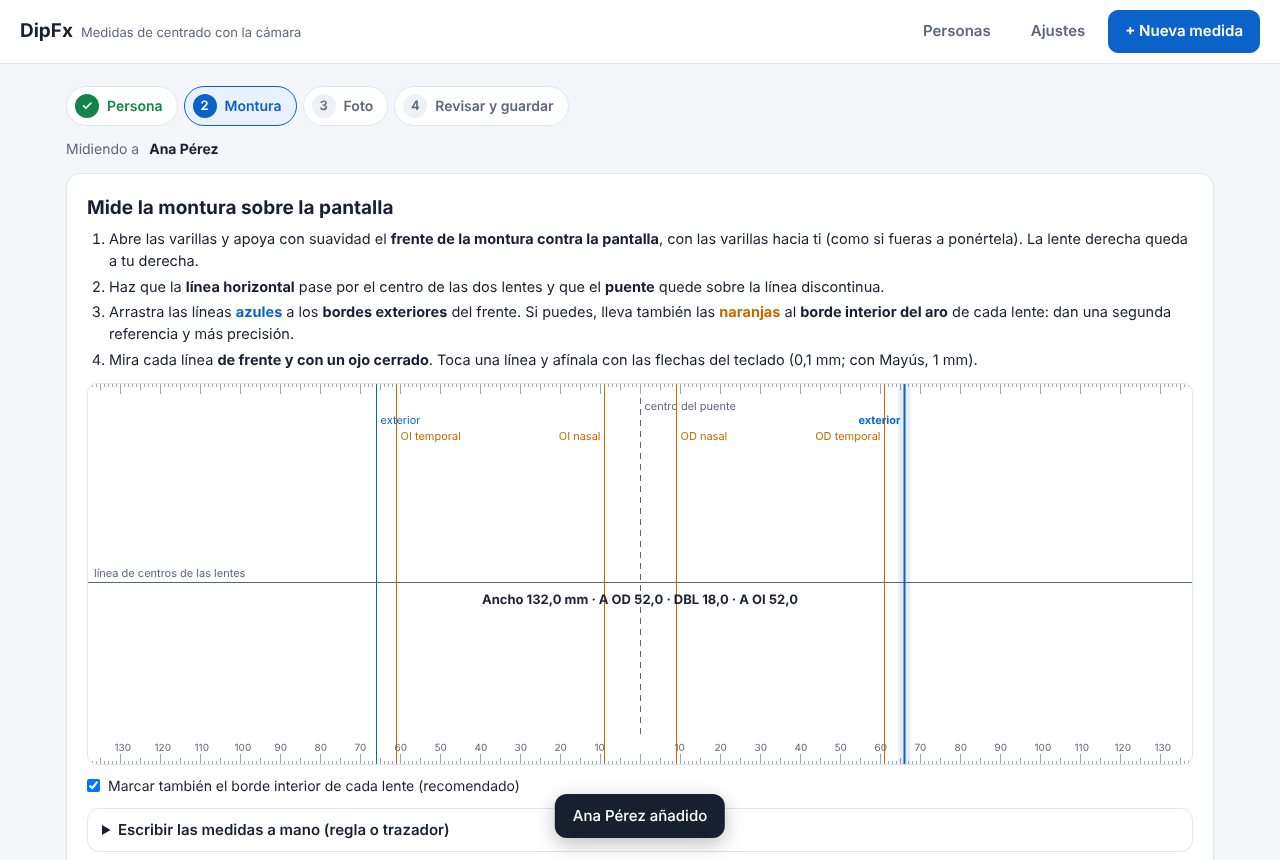 DipFx Medidas de centrado con la cámara
Personas
Ajustes
+ Nueva medida
Persona
2 Montura
3 Foto
4 Revisar y guardar
Midiendo a Ana Pérez
Mide la montura sobre la pantalla
1. Abre las varillas y apoya con suavidad el frente de la montura contra la pantalla, con las varillas hacia ti (como si fueras a ponértela). La lente derecha queda
a tu derecha.
2. Haz que la línea horizontal pase por el centro de las dos lentes y que el puente quede sobre la línea discontinua.
3. Arrastra las líneas azules a los bordes exteriores del frente. Si puedes, lleva también las naranjas al borde interior del aro de cada lente: dan una segunda
referencia y más precisión.
4. Mira cada línea de frente y con un ojo cerrado. Toca una línea y afínala con las flechas del teclado (0,1 mm; con Mayús, 1 mm).
centro del puente
exterior
exterior
OI temporal
OI nasal
OD nasal
OD temporal
línea de centros de las lentes
Ancho 132,0 mm · A OD 52,0 · DBL 18,0 · A OI 52,0
130 120 110 100 90 80 70 60 50 40 30 20 10 10 20 30 40 50 60 70 80 90 100 110 120 130
Marcar también el borde interior de cada lente (recomendado)
Ana Pérez añadido
Escribir las medidas a mano (regla o trazador)